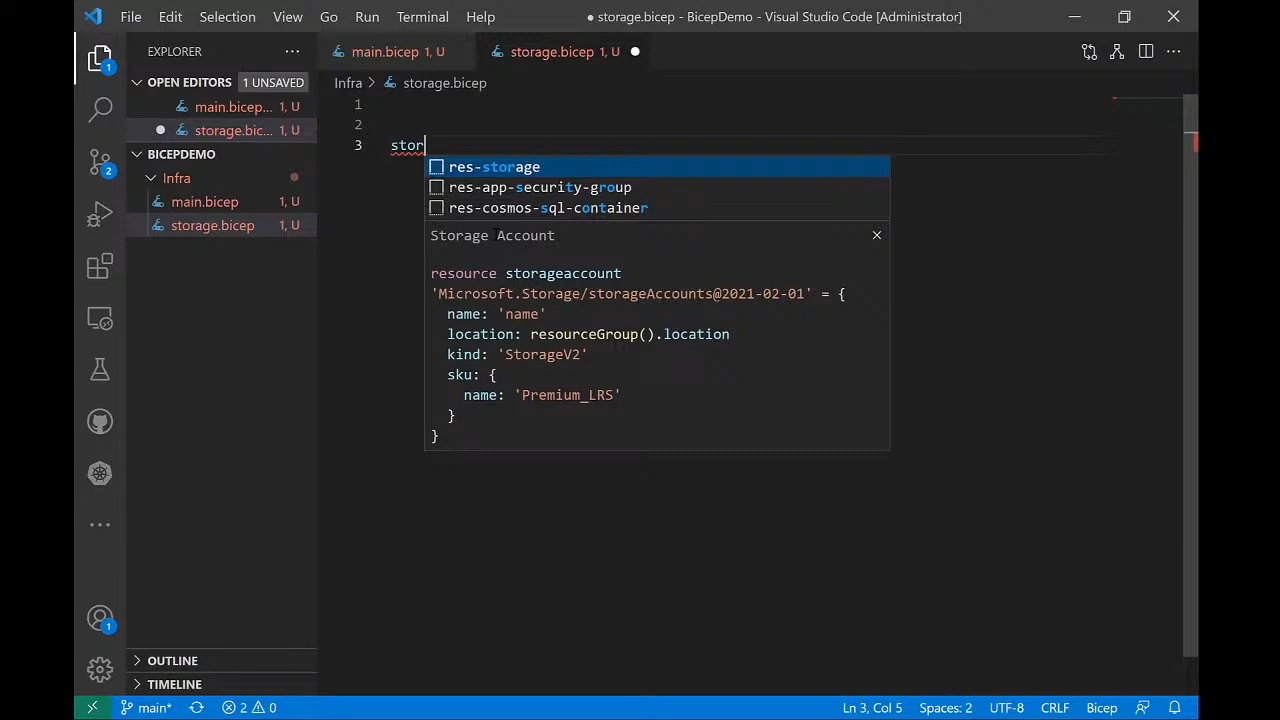 File Edit Selection View Go Run Terminal Help
● storage.bicep - BicepDemo - Visual Studio Code [Administrator]
EXPLORER
OPEN EDITORS 1 UNSAVED
main.bicep... 1, U
storage.bic... 1, U
BICEPDEMO
Infra
main.bicep 1, U
storage.bicep 1, U
OUTLINE
TIMELINE
main.bicep 1, U
storage.bicep 1, U
Infra > storage.bicep
1
2
3 stor
res-storage
res-app-security-group
res-cosmos-sql-container
Storage Account
resource storageaccount
'Microsoft.Storage/storageAccounts@2021-02-01' = {
name: 'name'
location: resourceGroup().location
kind: 'StorageV2'
sku: {
name: 'Premium_LRS'
}
}
1
2
1
main* 2 0
Ln 3, Col 5 Spaces: 2 UTF-8 CRLF Bicep